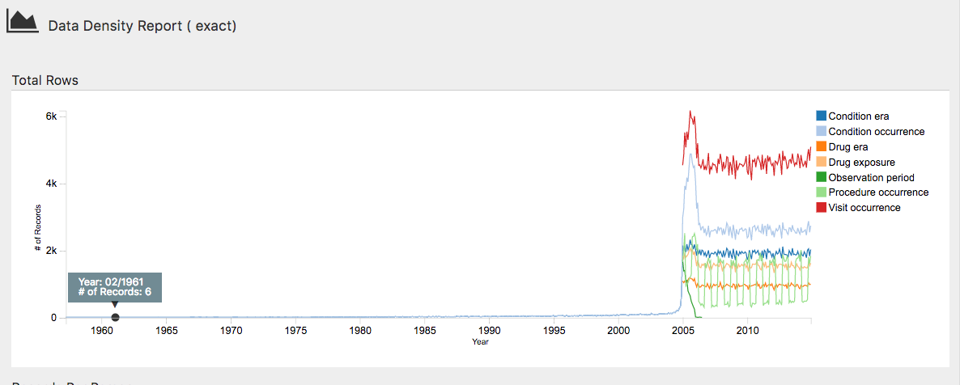 Data Density Report ( exact)
Total Rows
6k
4k
2k
0
# of Records
Year: 02/1961
# of Records: 6
1960 1965 1970 1975 1980 1985 1990 1995 2000 2005 2010
Year
Condition era
Condition occurrence
Drug era
Drug exposure
Observation period
Procedure occurrence
Visit occurrence